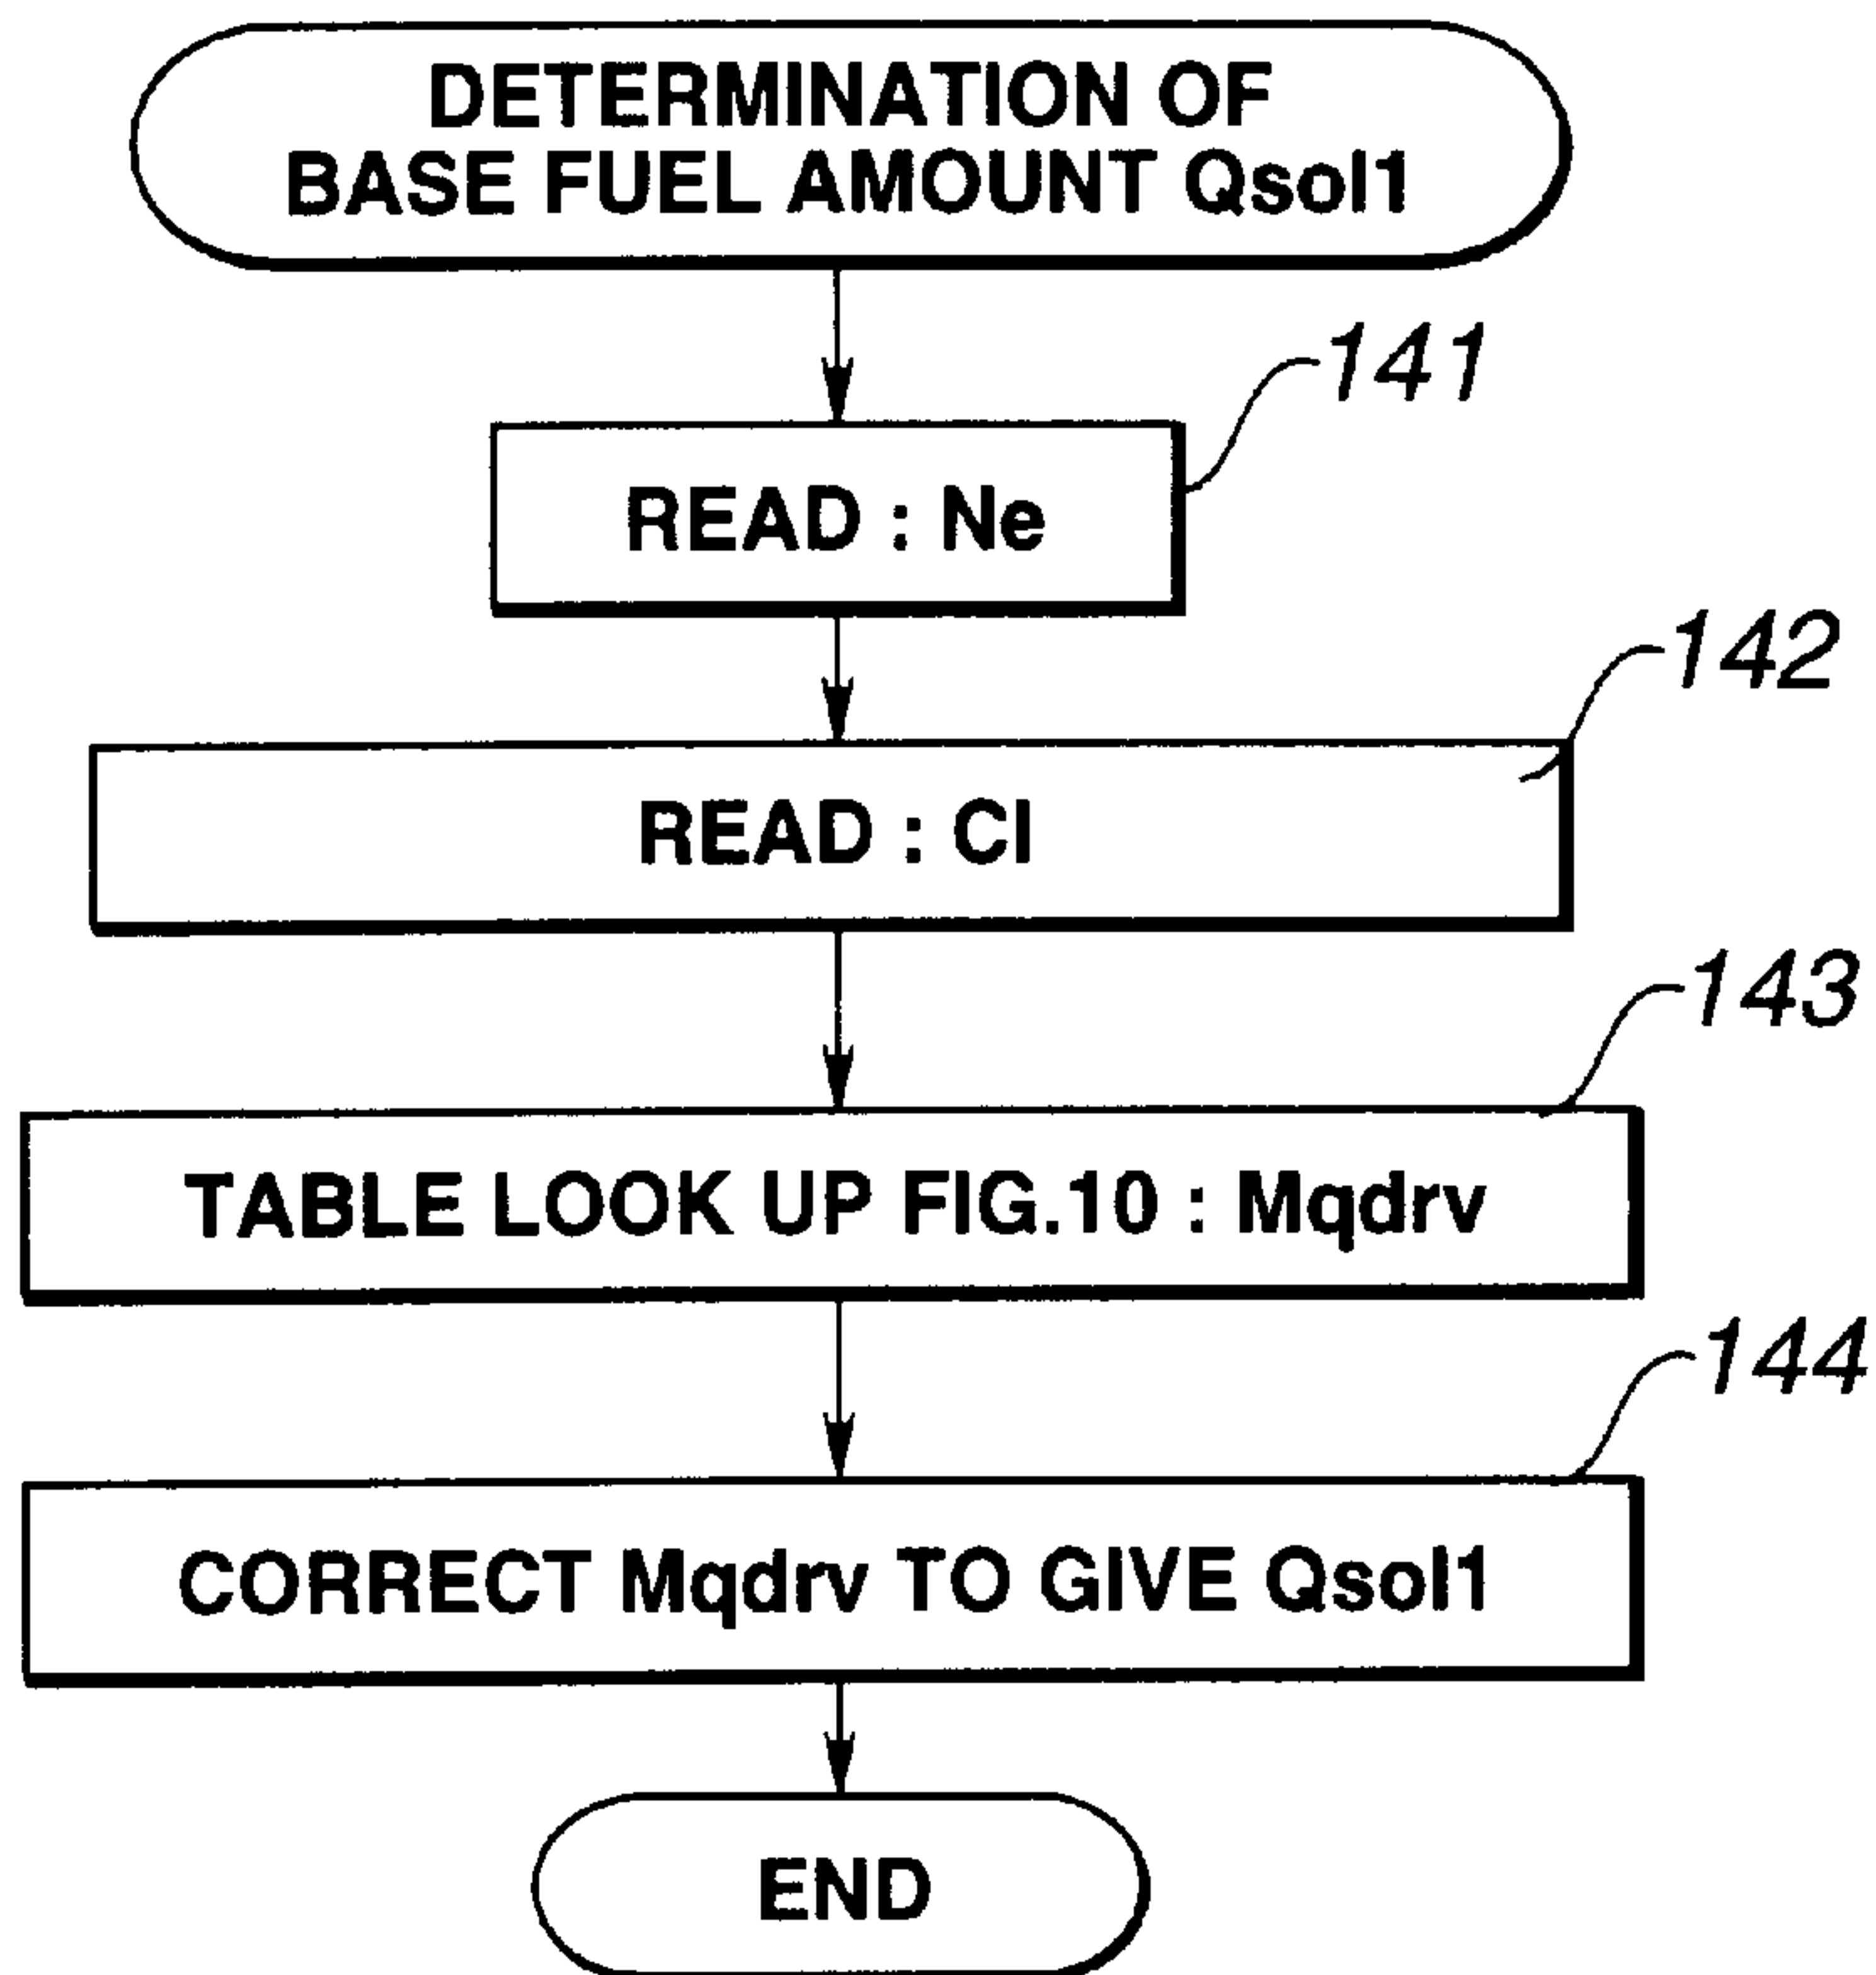 DETERMINATION OF
BASE FUEL AMOUNT Qsol1
141
READ : Ne
142
READ : Cl
143
TABLE LOOK UP FIG.10 : Mqdrv
144
CORRECT Mqdrv TO GIVE Qsol1
END